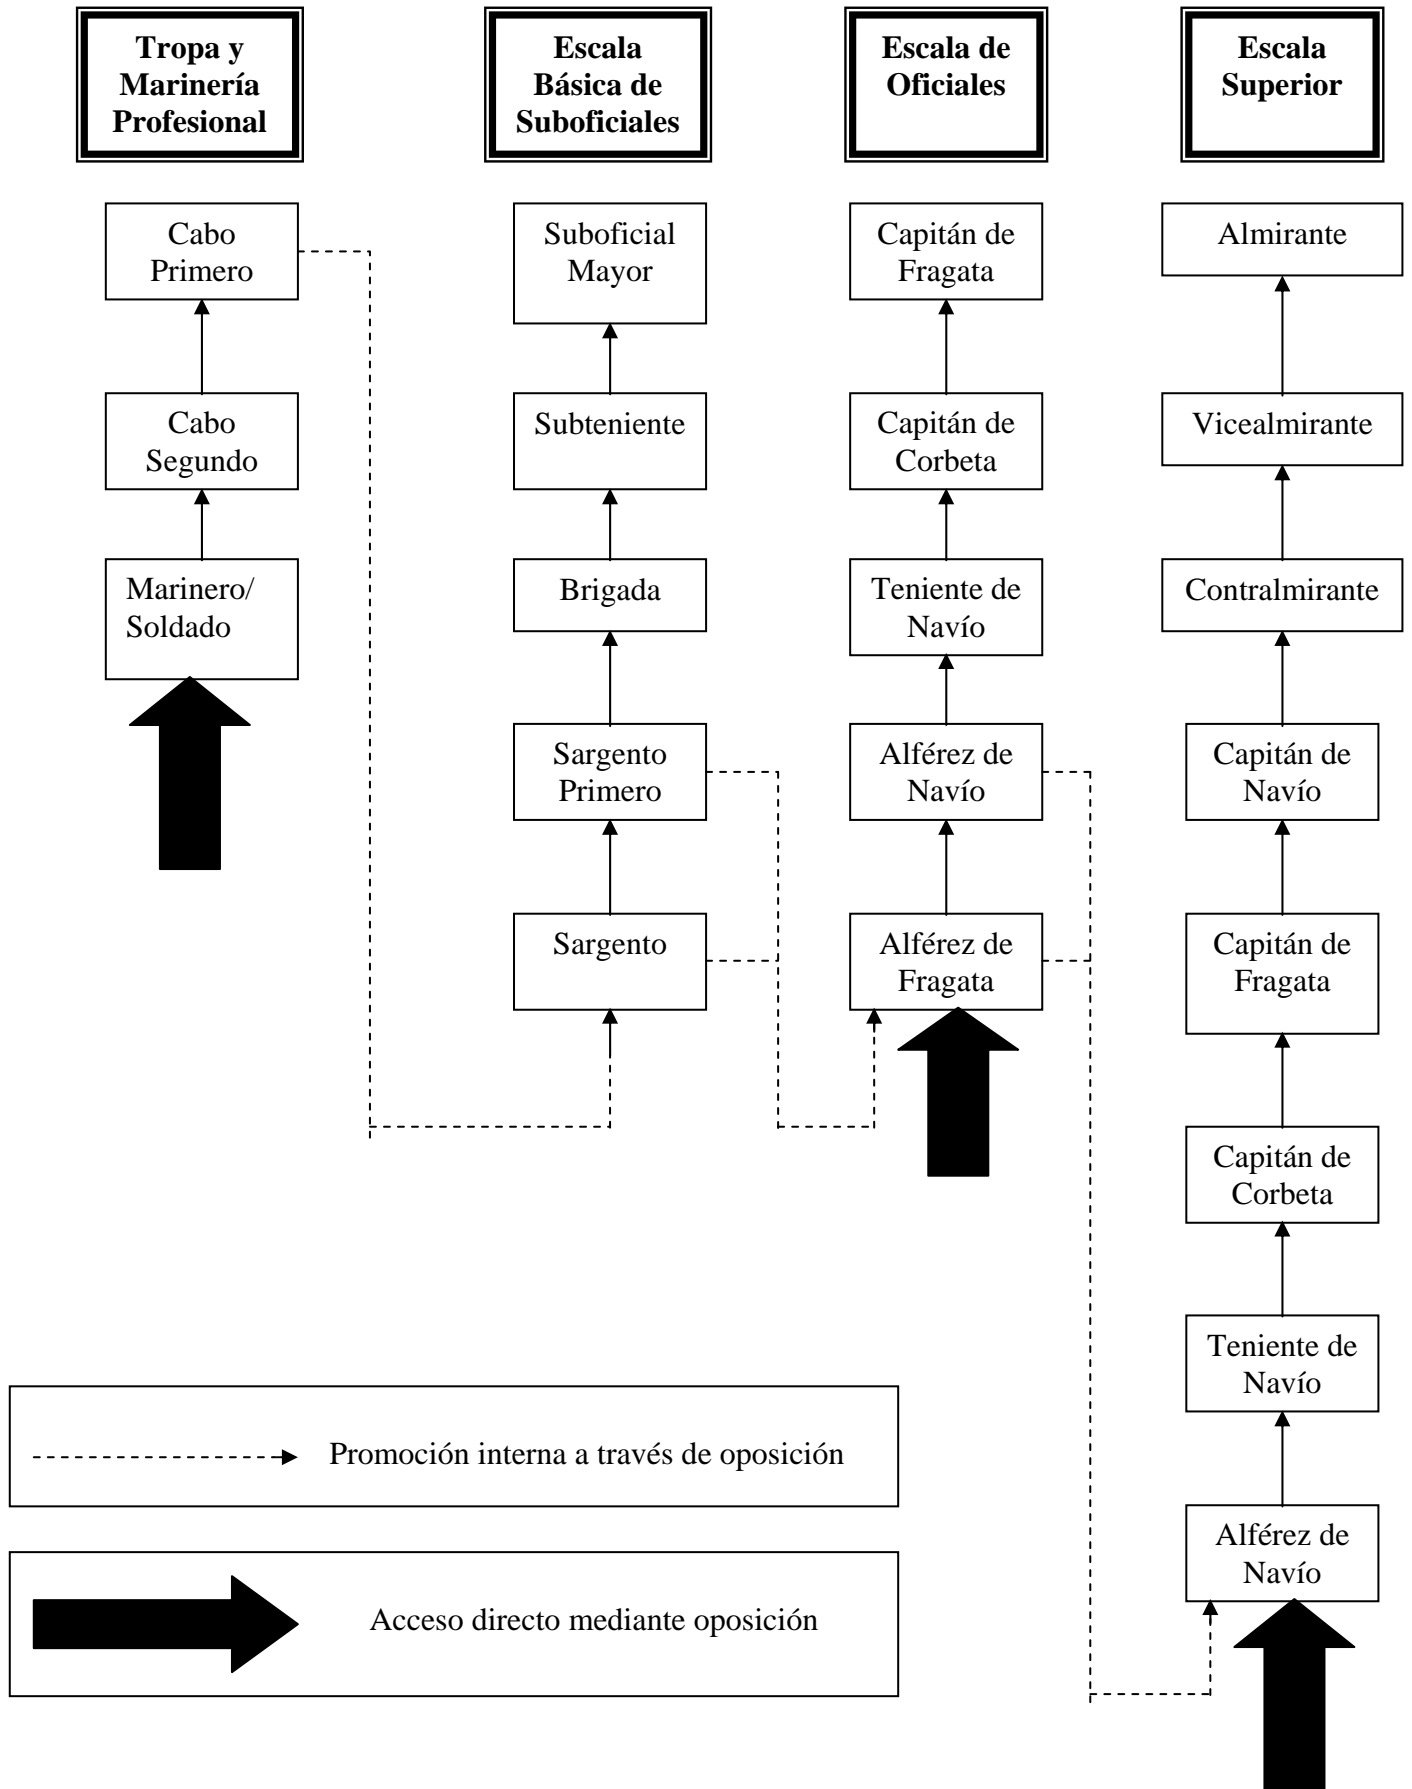 Tropa y
Marinería
Profesional
Escala
Básica de
Suboficiales
Escala de
Oficiales
Escala
Superior
Cabo
Primero
Cabo
Segundo
Marinero/
Soldado
Suboficial
Mayor
Subteniente
Brigada
Sargento
Primero
Sargento
Capitán de
Fragata
Capitán de
Corbeta
Teniente de
Navío
Alférez de
Navío
Alférez de
Fragata
Almirante
Vicealmirante
Contralmirante
Capitán de
Navío
Capitán de
Fragata
Capitán de
Corbeta
Teniente de
Navío
Alférez de
Navío
Promoción interna a través de oposición
Acceso directo mediante oposición